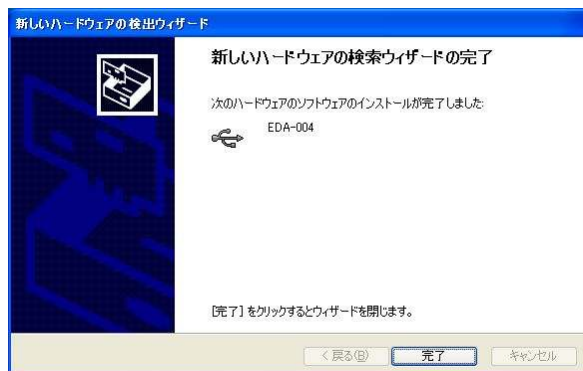 新しいハードウェアの検出ウィザード
新しいハードウェアの検索ウィザードの完了
次のハードウェアのソフトウェアのインストールが完了しました:
EDA-004
[完了] をクリックするとウィザードを閉じます。
< 戻る(B)
完了
キャンセル